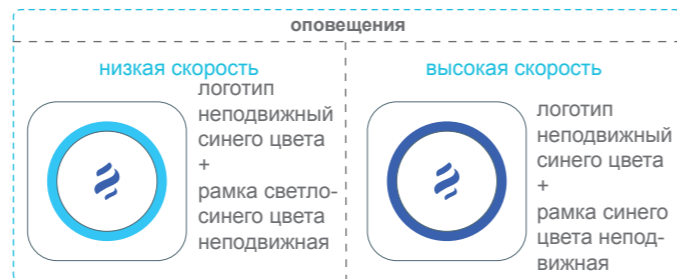 оповещения
низкая скорость
логотип
неподвижный
синего цвета
+
рамка светло-
синего цвета
неподвижная
высокая скорость
логотип
неподвижный
синего цвета
+
рамка синего
цвета непод-
вижная